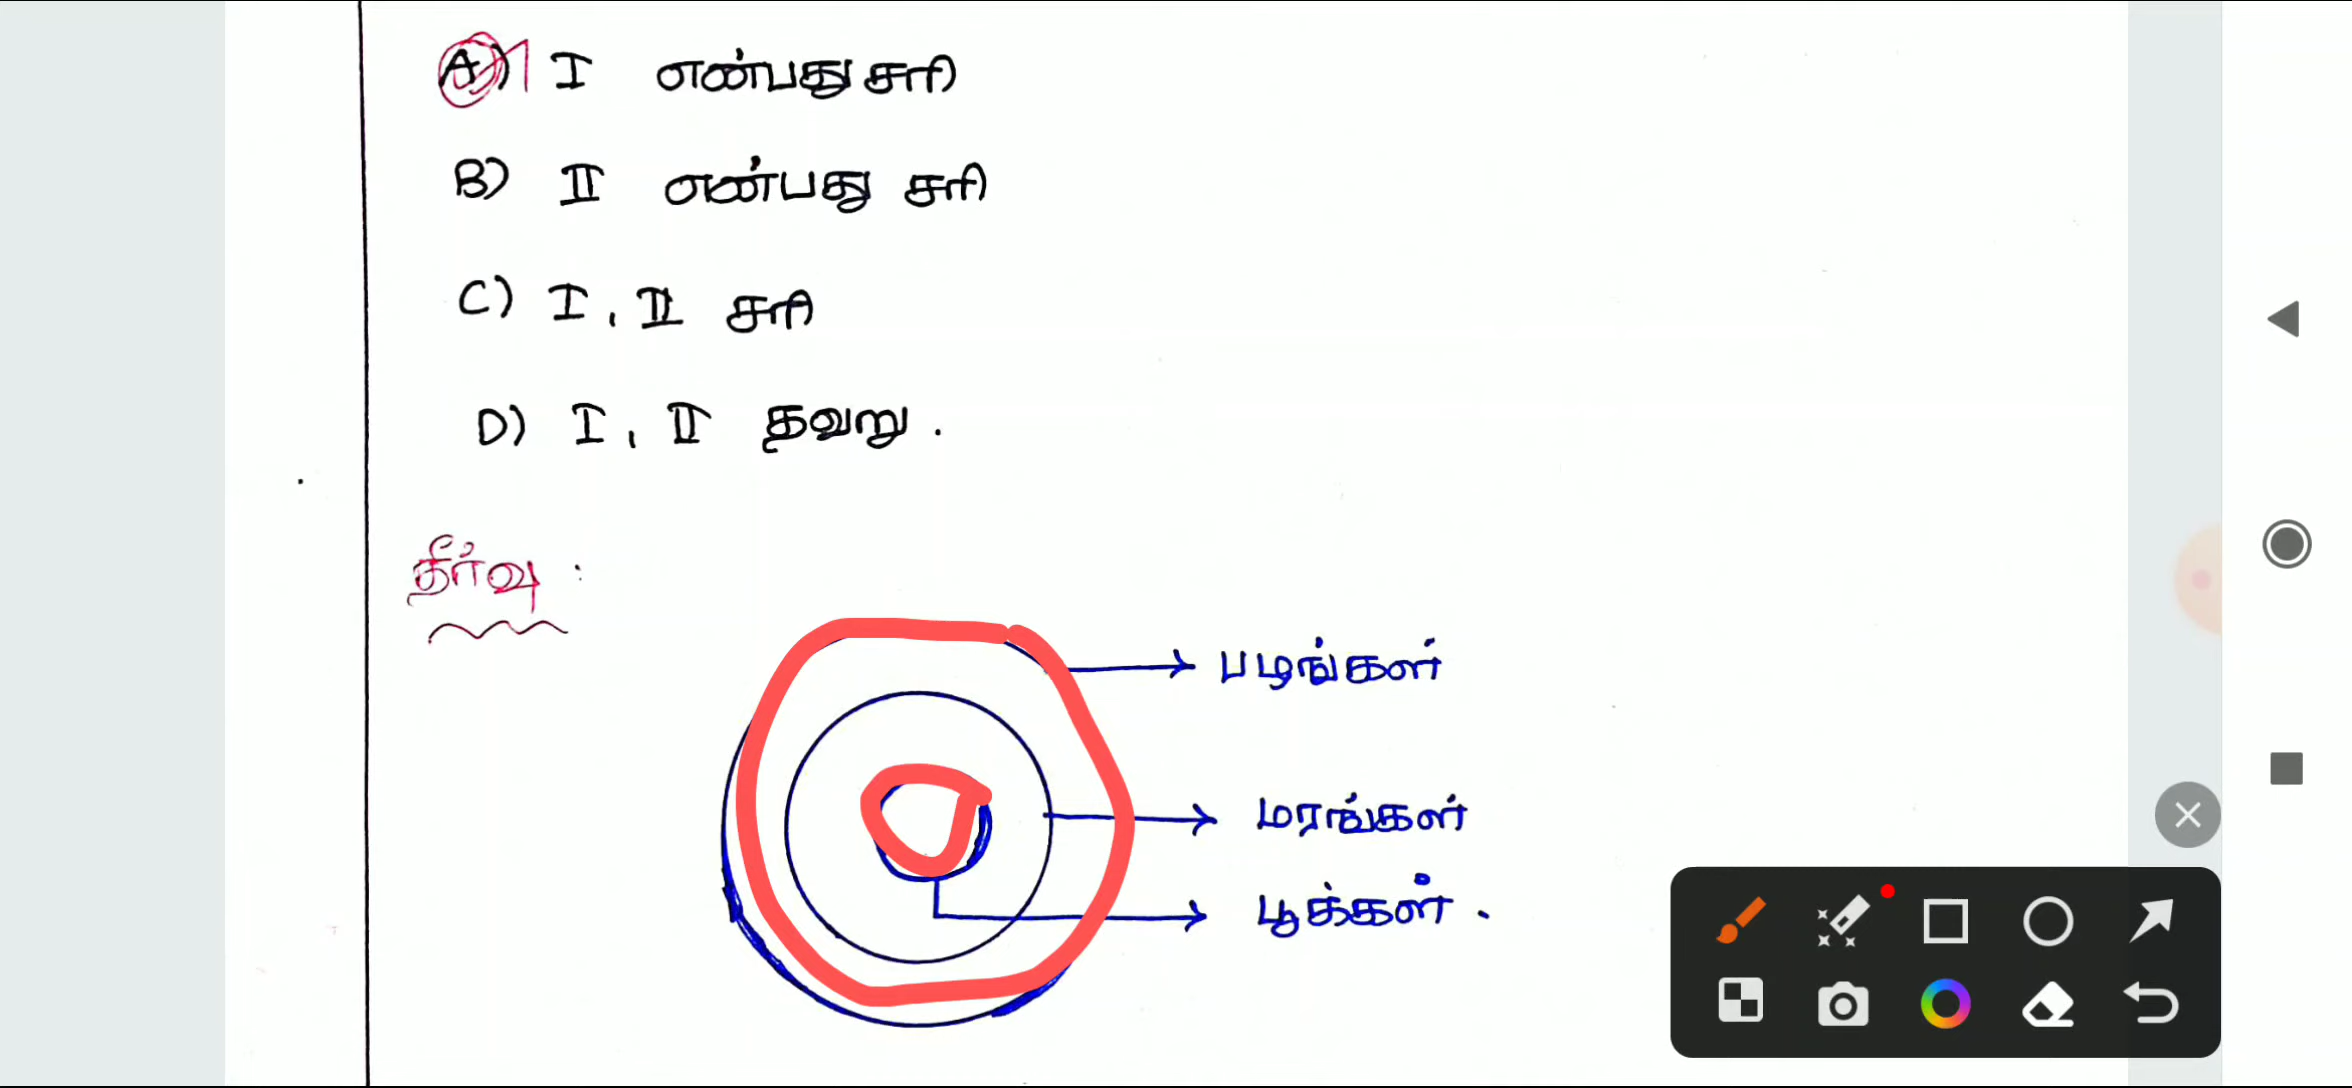 A) I என்பது சரி
B) II என்பது சரி
C) I, II சரி
D) I, II தவறு.
தீர்வு :
பழங்கள்
மரங்கள்
பூக்கள்.